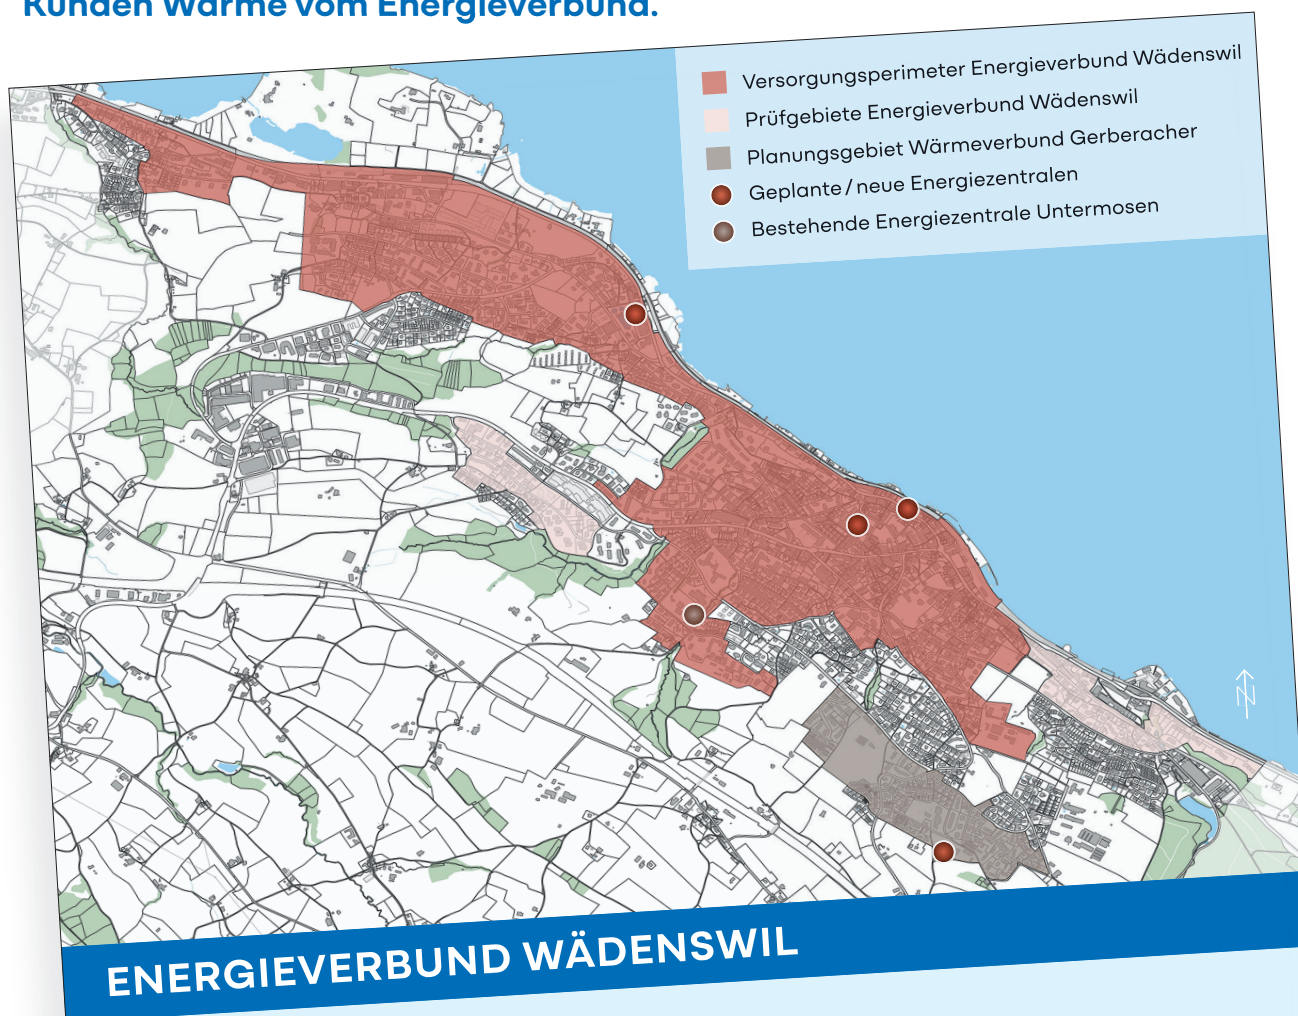 Kunden Wärme vom Energieverbund.
Versorgungsperimeter Energieverbund Wädenswil
Prüfgebiete Energieverbund Wädenswil
Planungsgebiet Wärmeverbund Gerberacher
Geplante / neue Energiezentralen
Bestehende Energiezentrale Untermosen
N
ENERGIEVERBUND WÄDENSWIL